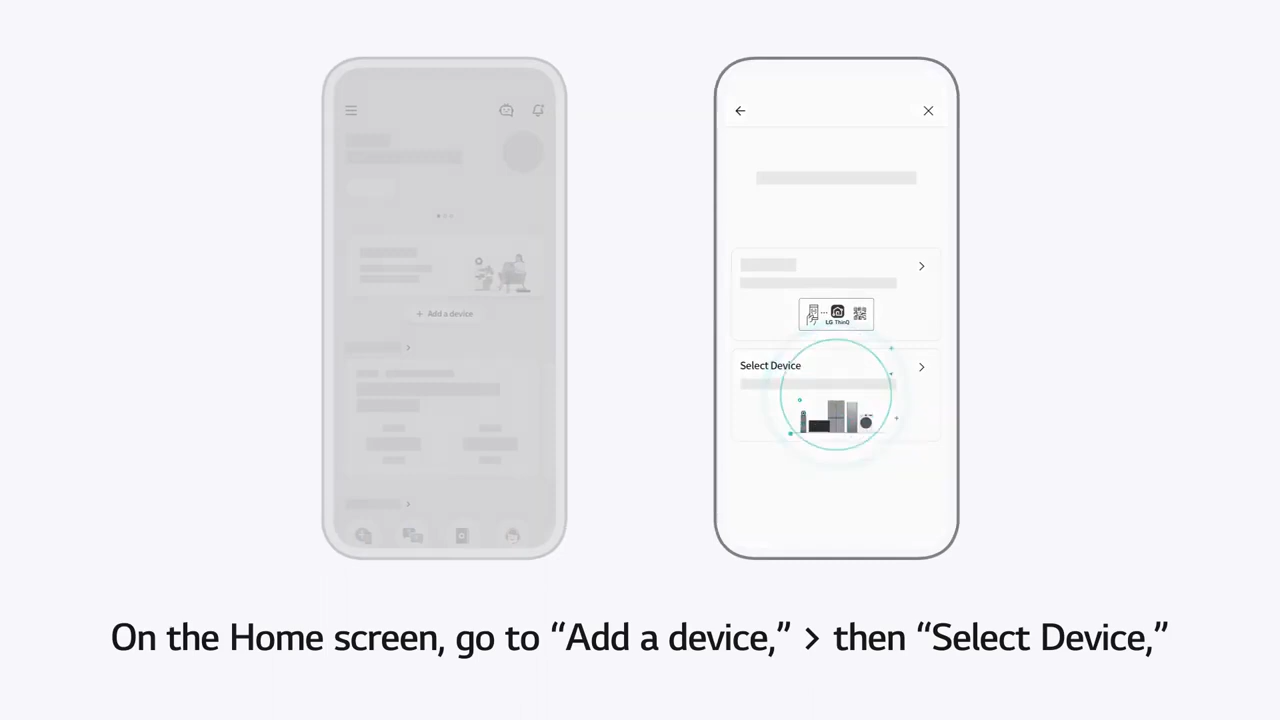 + Add a device
LG ThinQ
Select Device
On the Home screen, go to “Add a device,” > then “Select Device,”